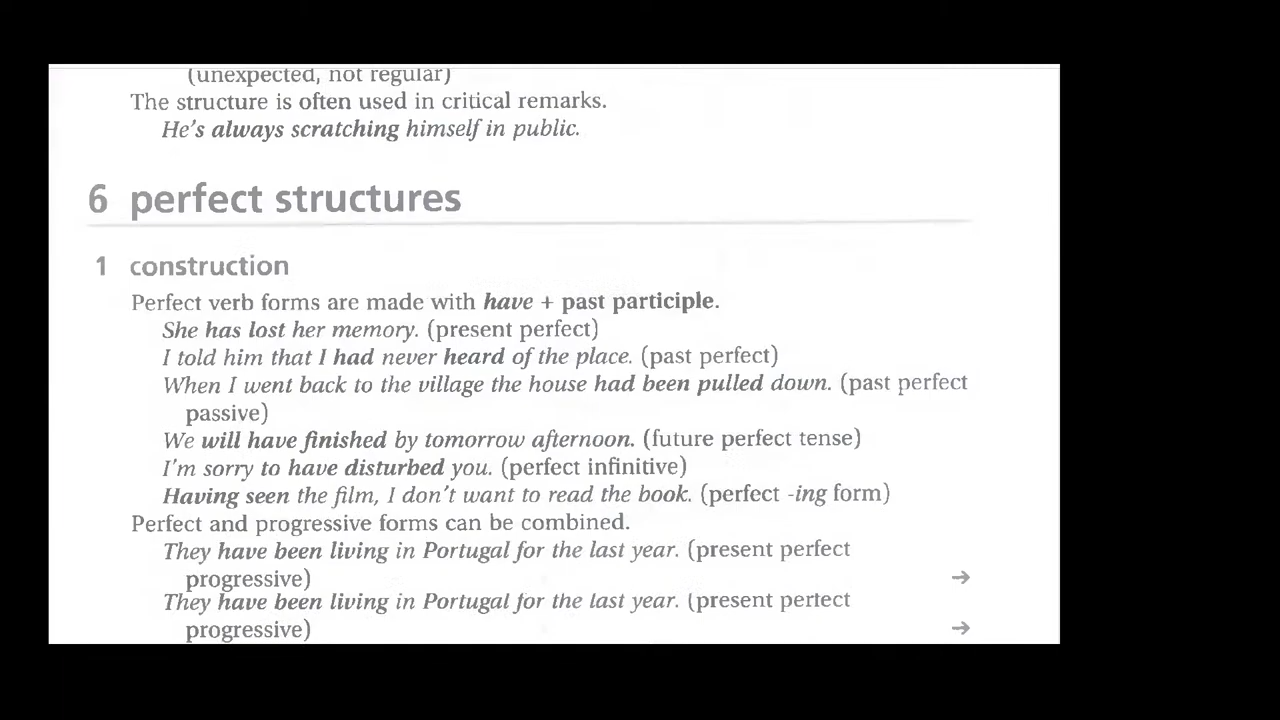 (unexpected, not regular)
The structure is often used in critical remarks.
He's always scratching himself in public.
6 perfect structures
1 construction
Perfect verb forms are made with have + past participle.
She has lost her memory. (present perfect)
I told him that I had never heard of the place. (past perfect)
When I went back to the village the house had been pulled down. (past perfect
passive)
We will have finished by tomorrow afternoon. (future perfect tense)
I'm sorry to have disturbed you. (perfect infinitive)
Having seen the film, I don't want to read the book. (perfect -ing form)
Perfect and progressive forms can be combined.
They have been living in Portugal for the last year. (present perfect
progressive) →
They have been living in Portugal for the last year. (present perfect
progressive) →